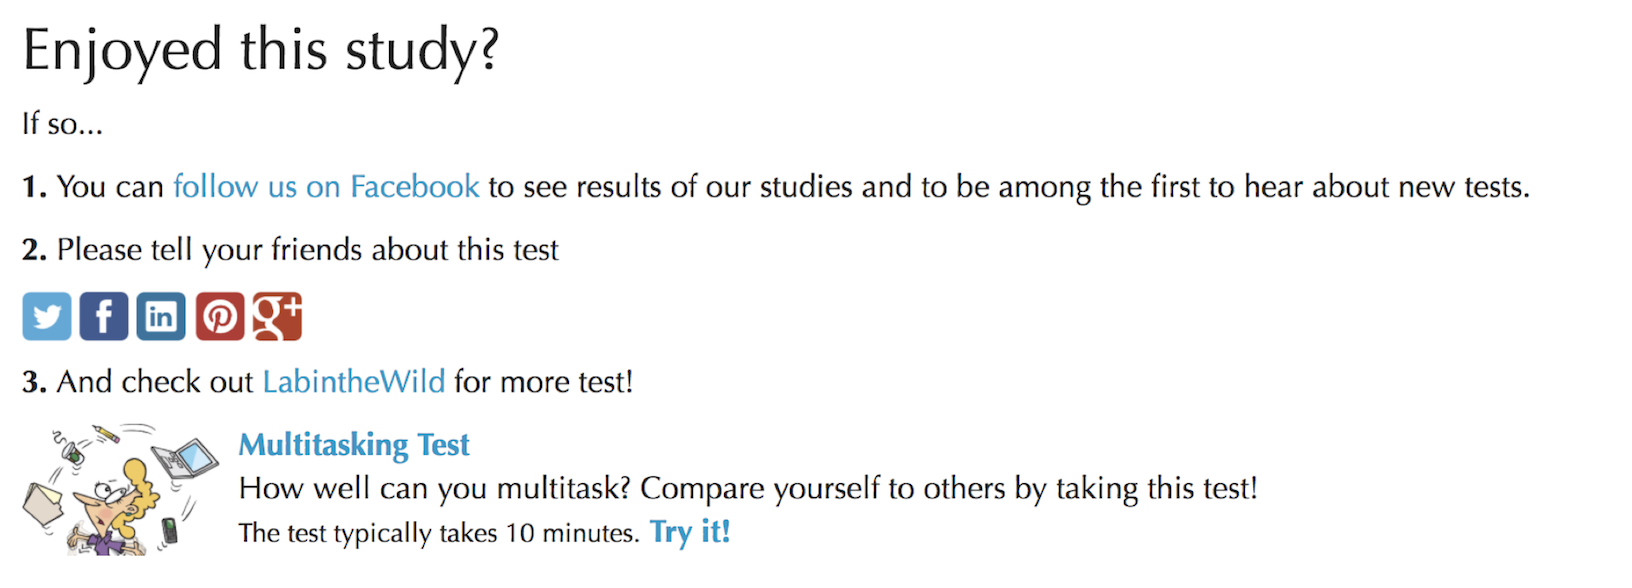 Enjoyed this study?
If so...
1. You can follow us on Facebook to see results of our studies and to be among the first to hear about new tests.
2. Please tell your friends about this test
f in g+
3. And check out LabintheWild for more test!
Multitasking Test
How well can you multitask? Compare yourself to others by taking this test!
The test typically takes 10 minutes. Try it!